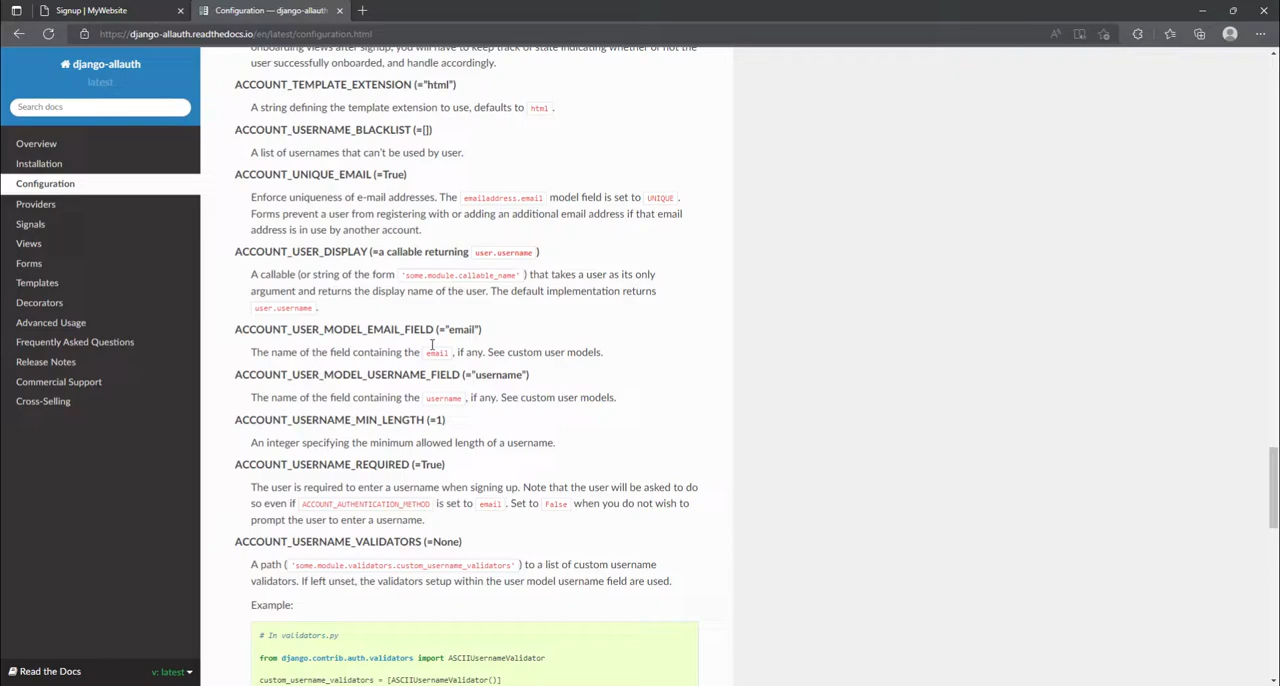 Signup | MyWebsite
Configuration — django-allauth
https://django-allauth.readthedocs.io/en/latest/configuration.html
django-allauth
latest
Search docs
Overview
Installation
Configuration
Providers
Signals
Views
Forms
Templates
Decorators
Advanced Usage
Frequently Asked Questions
Release Notes
Commercial Support
Cross-Selling
Read the Docs
v: latest
onboarding views after signup, you will have to keep track of state indicating whether or not the
user successfully onboarded, and handle accordingly.
ACCOUNT_TEMPLATE_EXTENSION (=”html”)
A string defining the template extension to use, defaults to html .
ACCOUNT_USERNAME_BLACKLIST (=[])
A list of usernames that can’t be used by user.
ACCOUNT_UNIQUE_EMAIL (=True)
Enforce uniqueness of e-mail addresses. The emailaddress.email model field is set to UNIQUE .
Forms prevent a user from registering with or adding an additional email address if that email
address is in use by another account.
ACCOUNT_USER_DISPLAY (=a callable returning user.username )
A callable (or string of the form 'some.module.callable_name' ) that takes a user as its only
argument and returns the display name of the user. The default implementation returns
user.username .
ACCOUNT_USER_MODEL_EMAIL_FIELD (=”email”)
The name of the field containing the email , if any. See custom user models.
ACCOUNT_USER_MODEL_USERNAME_FIELD (=”username”)
The name of the field containing the username , if any. See custom user models.
ACCOUNT_USERNAME_MIN_LENGTH (=1)
An integer specifying the minimum allowed length of a username.
ACCOUNT_USERNAME_REQUIRED (=True)
The user is required to enter a username when signing up. Note that the user will be asked to do
so even if ACCOUNT_AUTHENTICATION_METHOD is set to email . Set to False when you do not wish to
prompt the user to enter a username.
ACCOUNT_USERNAME_VALIDATORS (=None)
A path ( 'some.module.validators.custom_username_validators' ) to a list of custom username
validators. If left unset, the validators setup within the user model username field are used.
Example:
# In validators.py
from django.contrib.auth.validators import ASCIIUsernameValidator
custom_username_validators = [ASCIIUsernameValidator()]